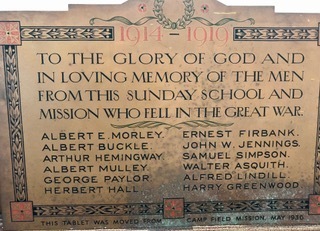 1914 – 1919
TO THE GLORY OF GOD AND
IN LOVING MEMORY OF THE MEN
FROM THIS SUNDAY SCHOOL AND
MISSION WHO FELL IN THE GREAT WAR.
ALBERT E. MORLEY. ERNEST FIRBANK.
ALBERT BUCKLE. JOHN W. JENNINGS.
ARTHUR HEMINGWAY. SAMUEL SIMPSON.
ALBERT MULLEY. WALTER ASQUITH.
GEORGE PAYLOR. ALFRED LINDILL.
HERBERT HALL. HARRY GREENWOOD.
THIS TABLET WAS MOVED FROM CAMP FIELD MISSION, MAY 1936